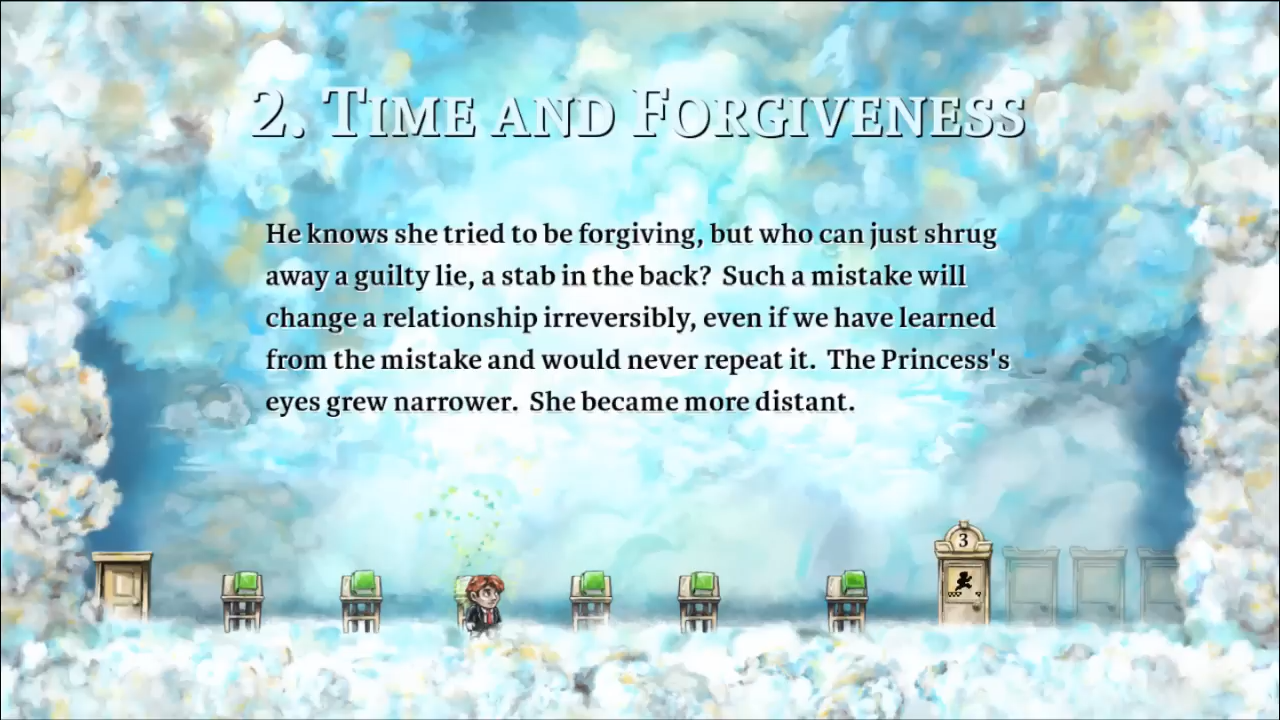 2. Time and Forgiveness
He knows she tried to be forgiving, but who can just shrug
away a guilty lie, a stab in the back?  Such a mistake will
change a relationship irreversibly, even if we have learned
from the mistake and would never repeat it.  The Princess's
eyes grew narrower.  She became more distant.
3